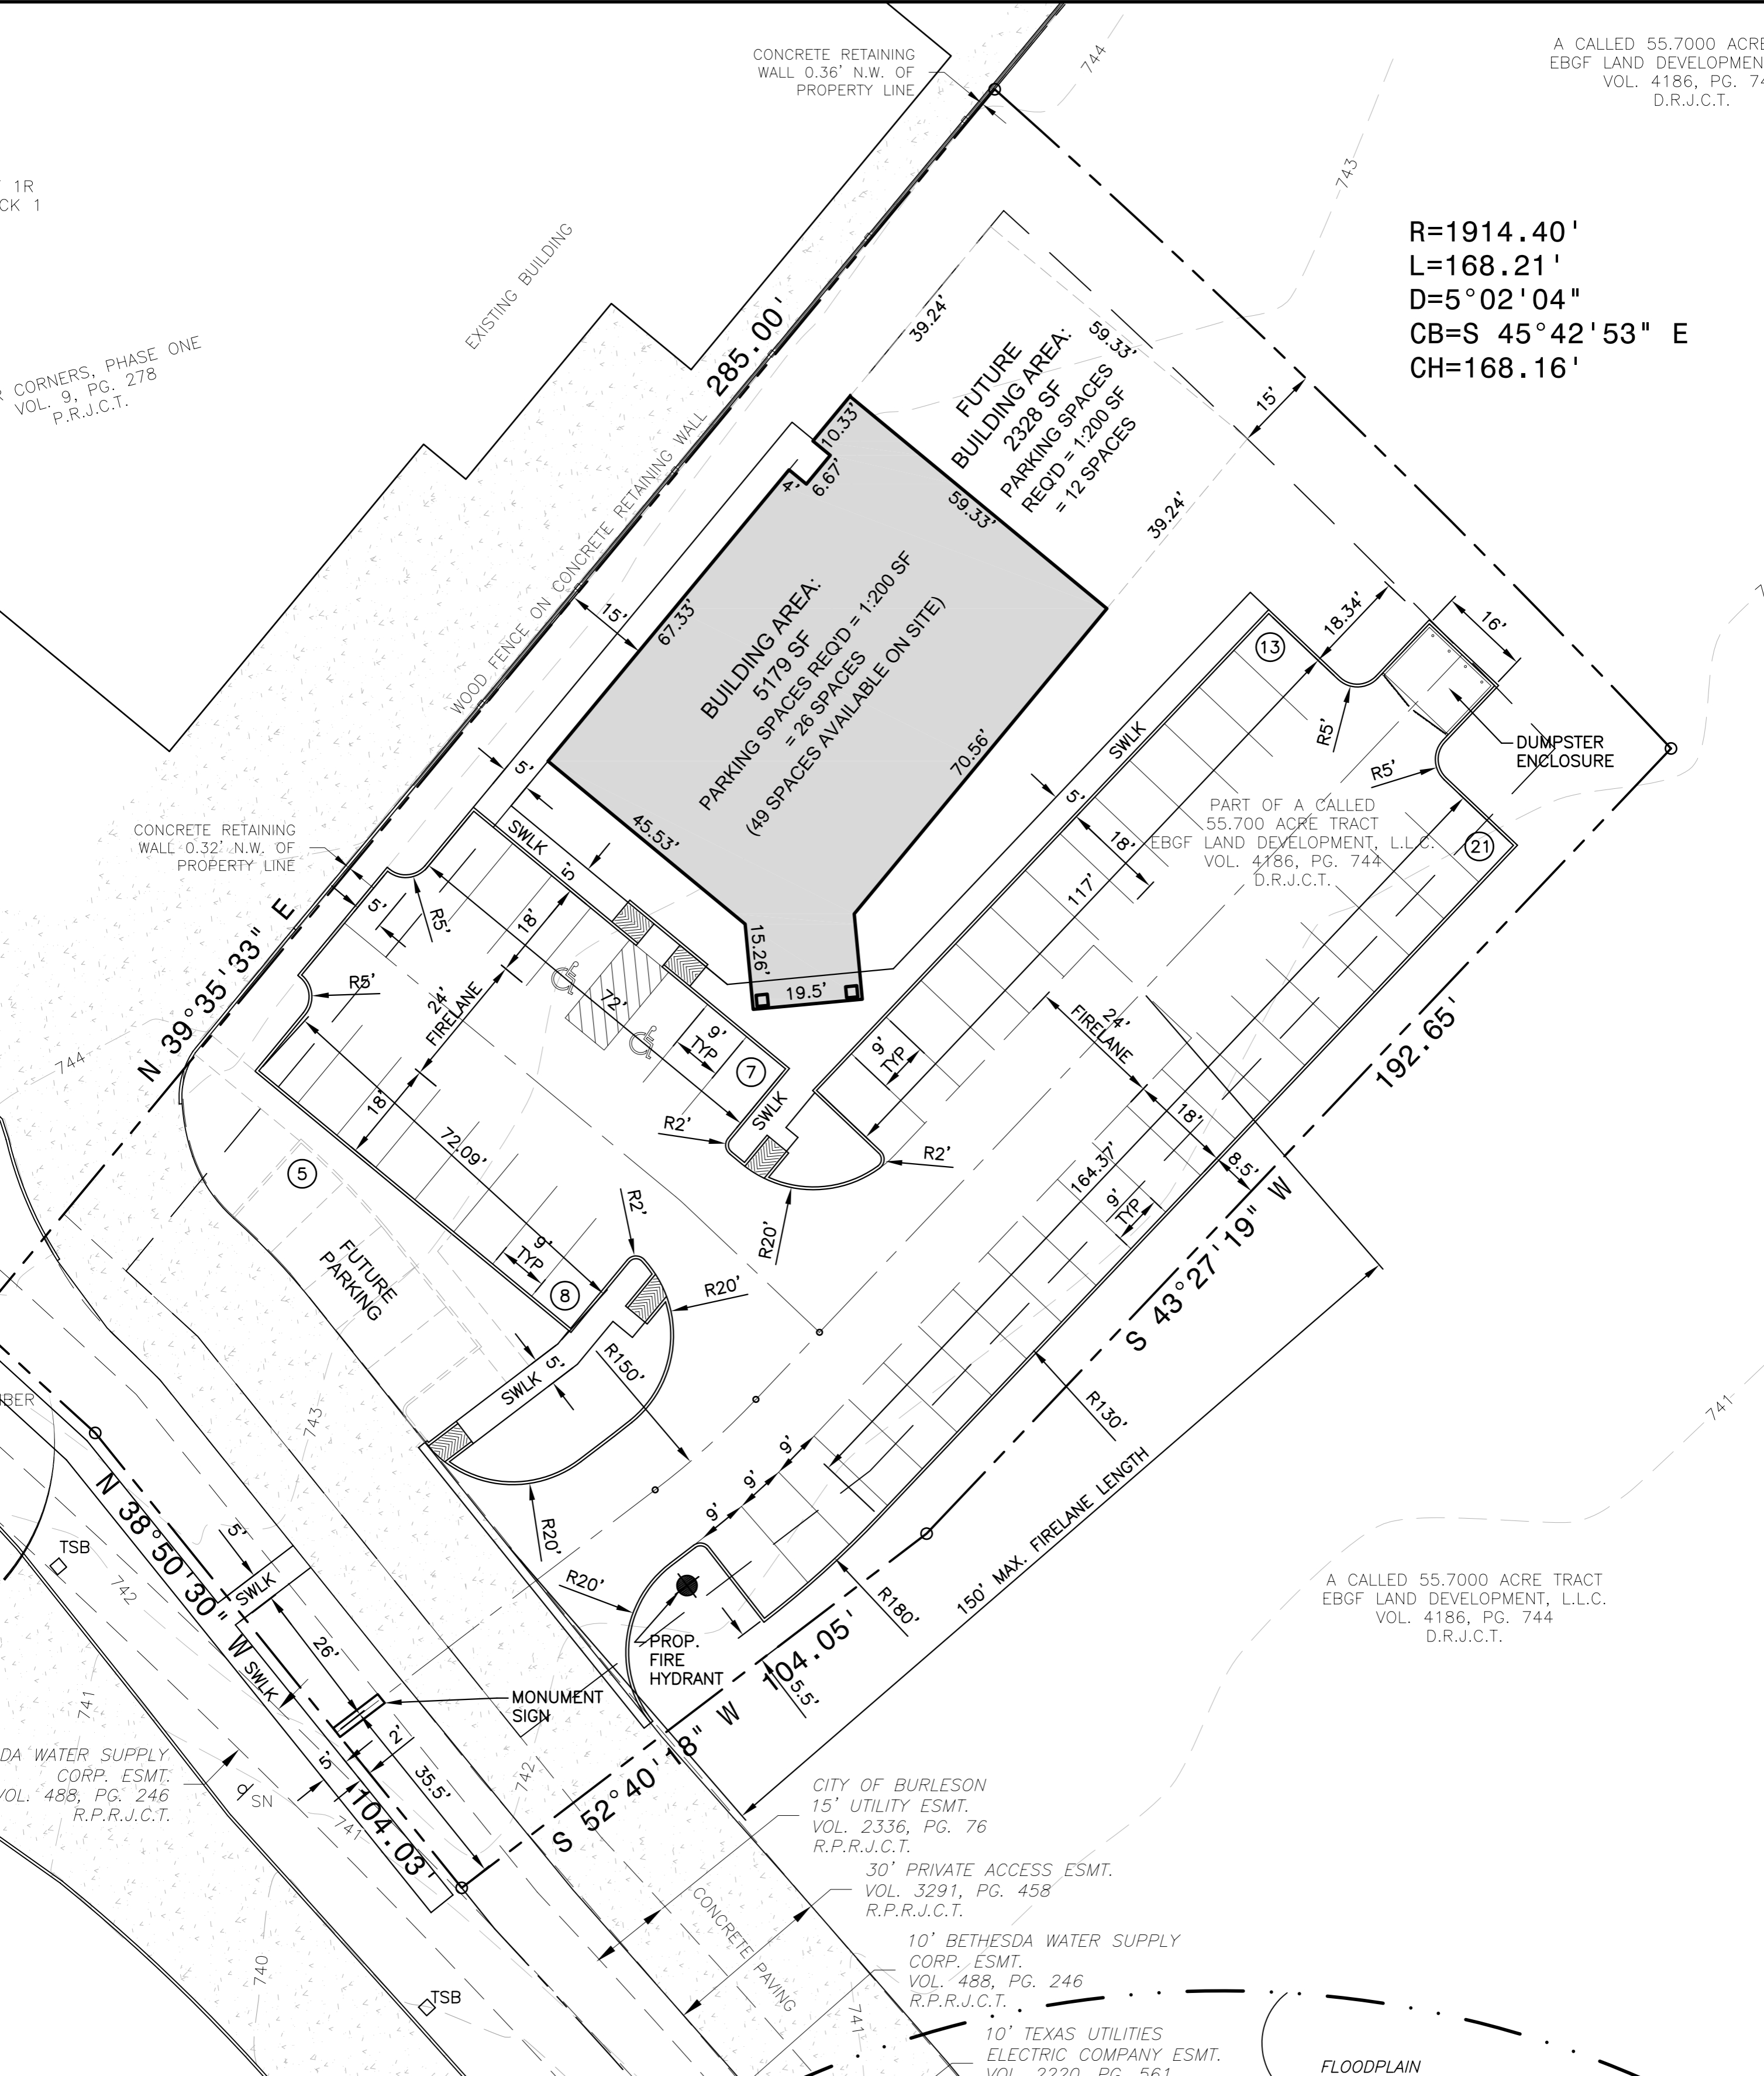 CONCRETE RETAINING
WALL 0.36' N.W. OF
PROPERTY LINE
744
A CALLED 55.7000 ACRE
EBGF LAND DEVELOPMENT
VOL. 4186, PG. 74
D.R.J.C.T.
743
1R
CK 1
R=1914.40'
L=168.21'
D=5°02'04"
CB=S 45°42'53" E
CH=168.16'
EXISTING BUILDING
CORNERS, PHASE ONE
VOL. 9, PG. 278
P.R.J.C.T.
285.00'
WOOD FENCE ON CONCRETE RETAINING WALL
39.24'
59.33'
FUTURE
BUILDING AREA:
2328 SF
PARKING SPACES
REQ'D = 1:200 SF
= 12 SPACES
15'
39.24'
10.33'
6.67'
4'
59.33'
67.33'
15'
BUILDING AREA:
5179 SF
PARKING SPACES REQ'D = 1:200 SF
= 26 SPACES
(49 SPACES AVAILABLE ON SITE)
70.56'
45.53'
15.26'
19.5'
5'
13
18.34'
16'
R5'
R5'
DUMPSTER
ENCLOSURE
SWLK
5'
18'
117'
PART OF A CALLED
55.700 ACRE TRACT
EBGF LAND DEVELOPMENT, L.L.C.
VOL. 4186, PG. 744
D.R.J.C.T.
21
CONCRETE RETAINING
WALL 0.32' N.W. OF
PROPERTY LINE
SWLK
5'
5'
R5'
18'
R5'
24'
FIRELANE
72'
9'
TYP
7
9'
TYP
24'
FIRELANE
192.65'
N 39°35'33" E
744
18'
72.09'
SWLK
R2'
R2'
R20'
18'
8.5'
164.37'
9'
TYP
S 43°27'19" W
5
FUTURE
PARKING
9'
TYP
8
R2'
R20'
R150'
5'
SWLK
R130'
150' MAX. FIRELANE LENGTH
741
743
BER
9'
9'
9'
R20'
R20'
N 38°50'30" W
TSB
742
5'
SWLK
26'
SWLK
PROP.
FIRE
HYDRANT
R180'
104.05'
5.5'
S 52°40'18" W
A CALLED 55.7000 ACRE TRACT
EBGF LAND DEVELOPMENT, L.L.C.
VOL. 4186, PG. 744
D.R.J.C.T.
MONUMENT
SIGN
741
2'
5'
35.5'
742
104.03'
741
DA WATER SUPPLY
CORP. ESMT.
VOL. 488, PG. 246
R.P.R.J.C.T.
SN
CITY OF BURLESON
15' UTILITY ESMT.
VOL. 2336, PG. 76
R.P.R.J.C.T.
30' PRIVATE ACCESS ESMT.
VOL. 3291, PG. 458
R.P.R.J.C.T.
CONCRETE PAVING
10' BETHESDA WATER SUPPLY
CORP. ESMT.
VOL. 488, PG. 246
R.P.R.J.C.T.
740
TSB
741
10' TEXAS UTILITIES
ELECTRIC COMPANY ESMT.
VOL. 2220, PG. 561
FLOODPLAIN